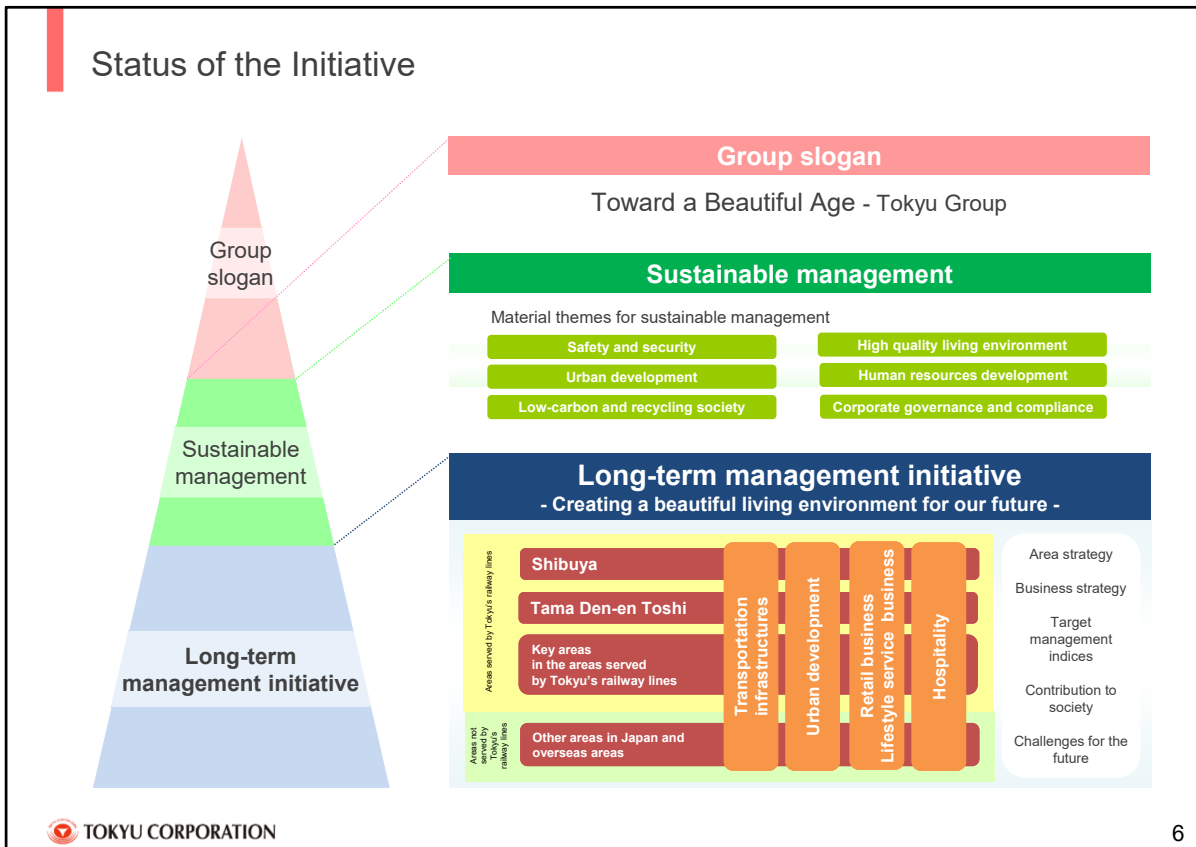 Status of the Initiative
Group
slogan
Sustainable
management
Long-term
management initiative
Group slogan
Toward a Beautiful Age - Tokyu Group
Sustainable management
Material themes for sustainable management
Safety and security
High quality living environment
Urban development
Human resources development
Low-carbon and recycling society
Corporate governance and compliance
Long-term management initiative
- Creating a beautiful living environment for our future -
Areas served by Tokyu's railway lines
Shibuya
Tama Den-en Toshi
Key areas
in the areas served
by Tokyu's railway lines
Areas not
served by
Tokyu's
railway lines
Other areas in Japan and
overseas areas
Transportation
infrastructures
Urban development
Retail business
Lifestyle service business
Hospitality
Area strategy
Business strategy
Target
management
indices
Contribution to
society
Challenges for the
future
TOKYU CORPORATION
6